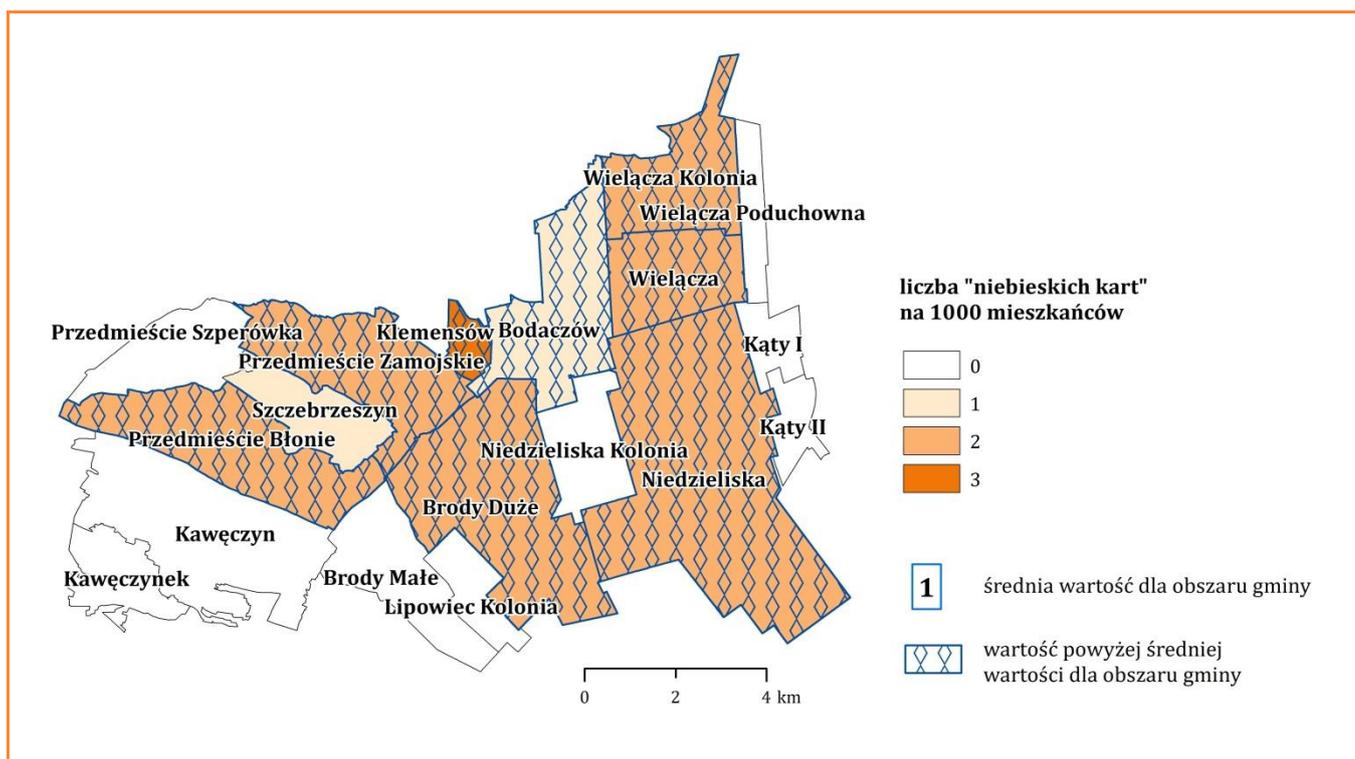 Wielącza Kolonia
Wielącza Poduchowna
Wielącza
Przedmieście Szperówka
Klemensów
Bodaczów
Kąty I
Przedmieście Zamojskie
Szczebrzeszyn
Kąty II
Przedmieście Błonie
Niedzieliska Kolonia
Niedzieliska
Brody Duże
Kawęczyn
Kawęczynek
Brody Małe
Lipowiec Kolonia
0 2 4 km
liczba "niebieskich kart"
na 1000 mieszkańców
0
1
2
3
1 średnia wartość dla obszaru gminy
wartość powyżej średniej
wartości dla obszaru gminy